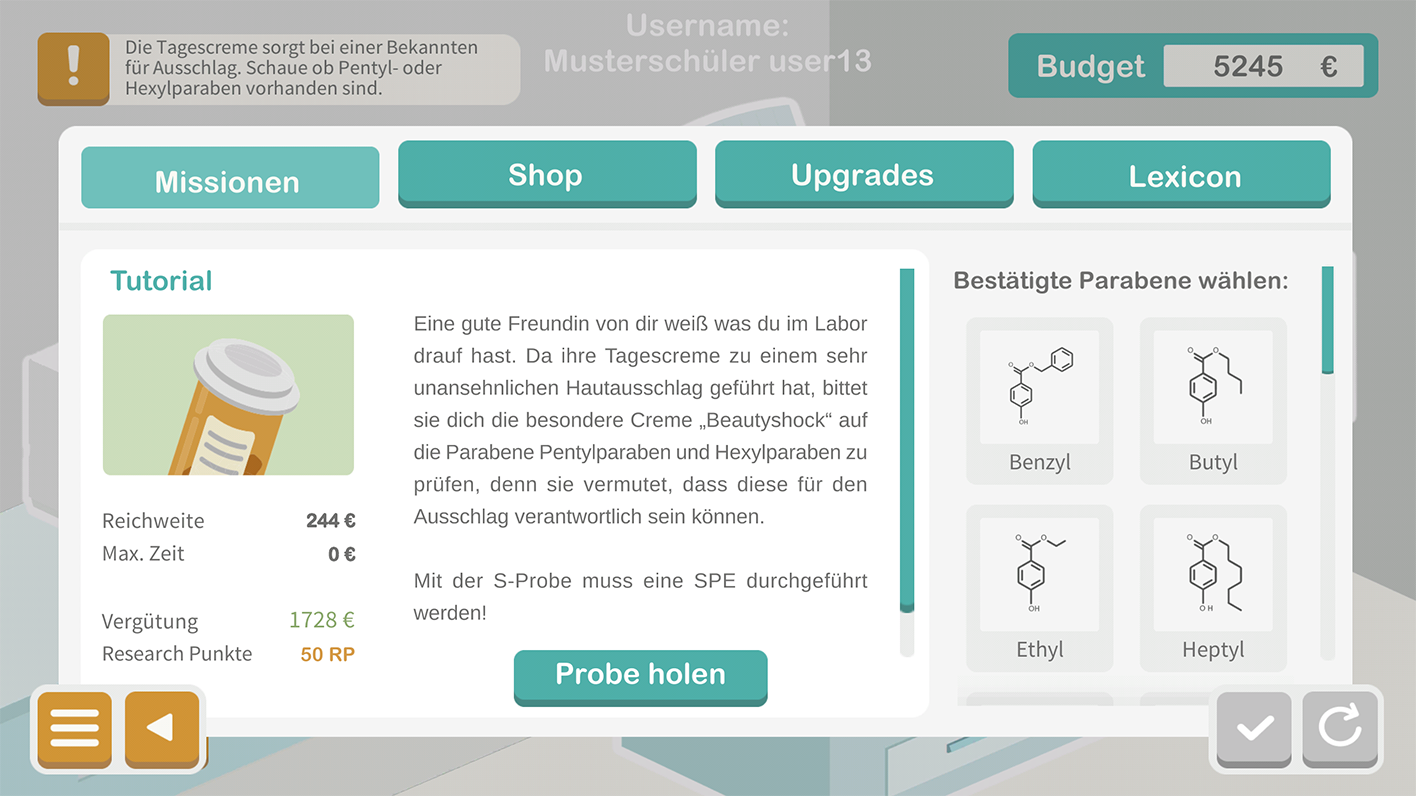 Username:
Musterschüler user13
Die Tagescreme sorgt bei einer Bekannten
für Ausschlag. Schaue ob Pentyl- oder
Hexylparaben vorhanden sind.
Budget 5245 €
Missionen
Shop
Upgrades
Lexicon
Tutorial
Reichweite 244 €
Max. Zeit 0 €
Vergütung 1728 €
Research Punkte 50 RP
Eine gute Freundin von dir weiß was du im Labor
drauf hast. Da ihre Tagescreme zu einem sehr
unansehnlichen Hautausschlag geführt hat, bittet
sie dich die besondere Creme „Beautyshock“ auf
die Parabene Pentylparaben und Hexylparaben zu
prüfen, denn sie vermutet, dass diese für den
Ausschlag verantwortlich sein können.
Mit der S-Probe muss eine SPE durchgeführt
werden!
Probe holen
Bestätigte Parabene wählen:
O
O
OH
Benzyl
O
O
OH
Butyl
O
O
OH
Ethyl
O
O
OH
Heptyl